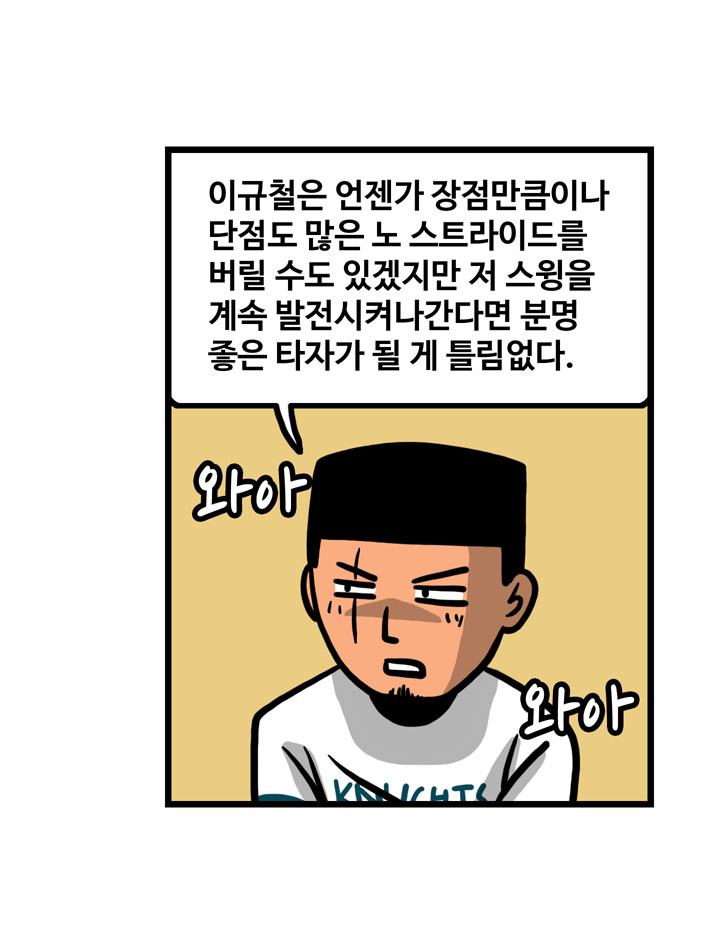 이규철은 언젠가 장점만큼이나
단점도 많은 노 스트라이드를
버릴 수도 있겠지만 저 스윙을
계속 발전시켜나간다면 분명
좋은 타자가 될 게 틀림없다.
와아
와아
KNIGHTS